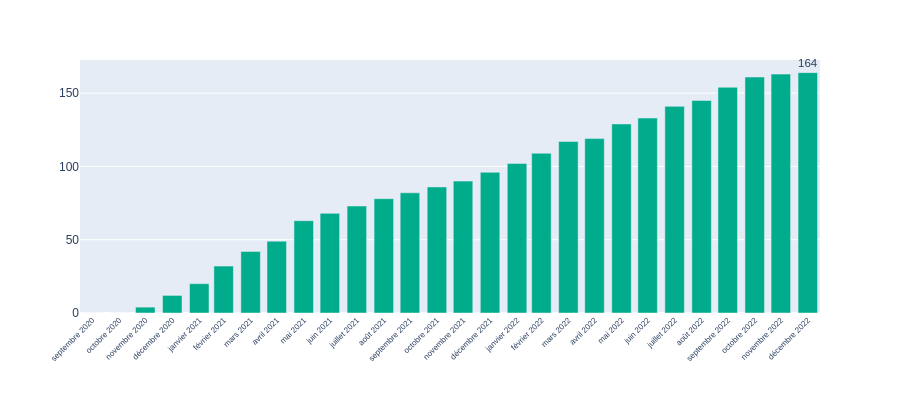 164
150
100
50
0
septembre 2020
octobre 2020
novembre 2020
décembre 2020
janvier 2021
février 2021
mars 2021
avril 2021
mai 2021
juin 2021
juillet 2021
août 2021
septembre 2021
octobre 2021
novembre 2021
décembre 2021
janvier 2022
février 2022
mars 2022
avril 2022
mai 2022
juin 2022
juillet 2022
août 2022
septembre 2022
octobre 2022
novembre 2022
décembre 2022